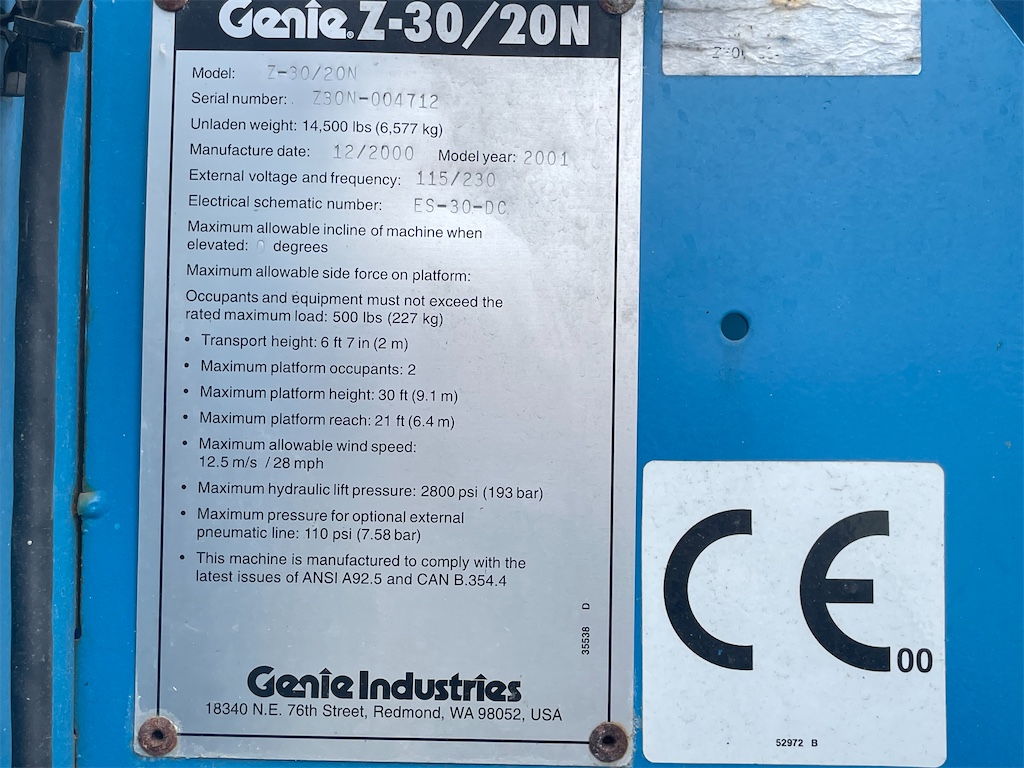 Genie. Z-30/20N
Model: Z-30/20N
Serial number: Z30N-004712
Unladen weight: 14,500 lbs (6,577 kg)
Manufacture date: 12/2000 Model year: 2001
External voltage and frequency: 115/230
Electrical schematic number: ES-30-DC
Maximum allowable incline of machine when
elevated: 0 degrees
Maximum allowable side force on platform:
Occupants and equipment must not exceed the
rated maximum load: 500 lbs (227 kg)
• Transport height: 6 ft 7 in (2 m)
• Maximum platform occupants: 2
• Maximum platform height: 30 ft (9.1 m)
• Maximum platform reach: 21 ft (6.4 m)
• Maximum allowable wind speed:
12.5 m/s / 28 mph
• Maximum hydraulic lift pressure: 2800 psi (193 bar)
• Maximum pressure for optional external
pneumatic line: 110 psi (7.58 bar)
• This machine is manufactured to comply with the
latest issues of ANSI A92.5 and CAN B.354.4
35538 D
Genie Industries
18340 N.E. 76th Street, Redmond, WA 98052, USA
CE 00
52972 B